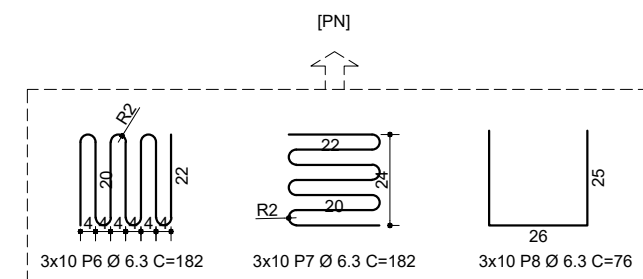 [PN]
R2
20
22
4 4 4 4 4 4
3x10 P6 Ø 6.3 C=182
22
24
20
R2
3x10 P7 Ø 6.3 C=182
25
26
3x10 P8 Ø 6.3 C=76